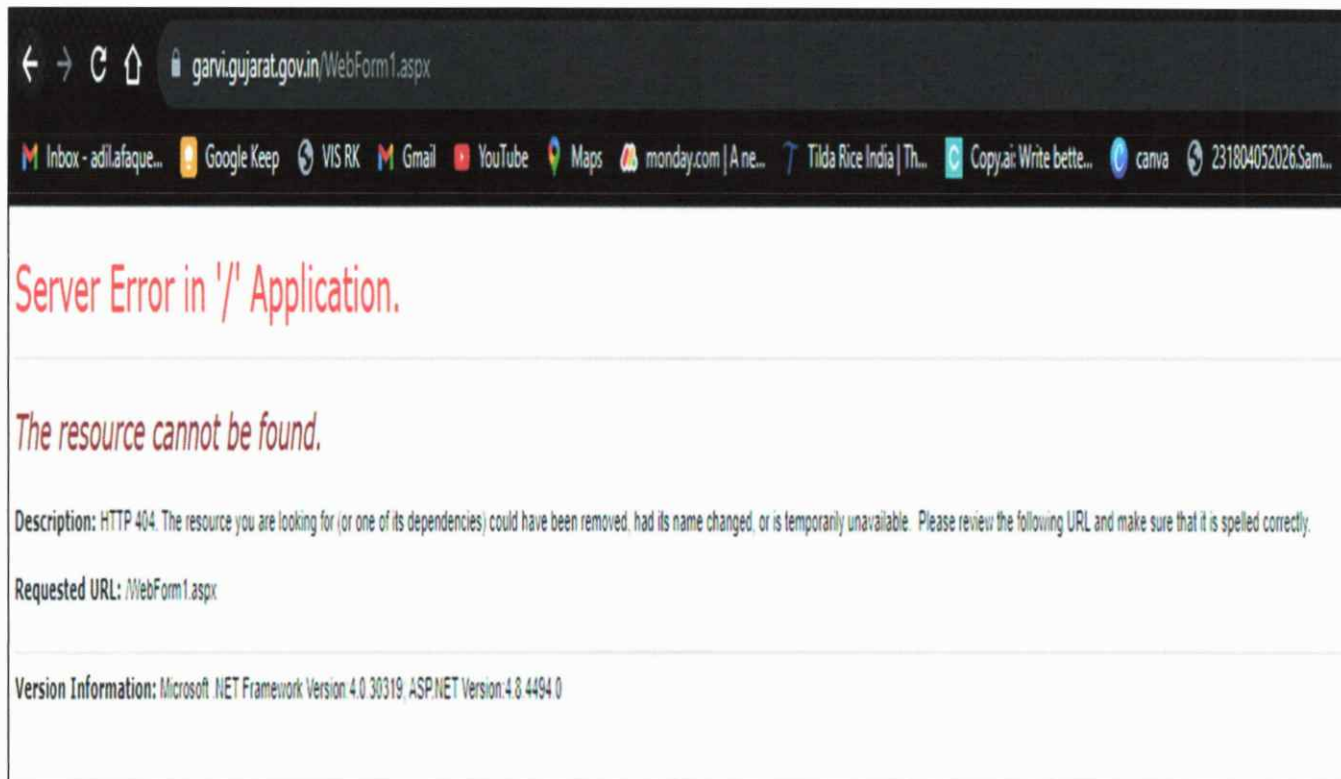 garvi.gujarat.gov.in/WebForm1.aspx
Inbox - adil.afaque... Google Keep VIS RK Gmail YouTube Maps monday.com | A ne... Tilda Rice India | Th... Copy.ai: Write bette... canva 231804052026.Sam...
Server Error in '/' Application.
The resource cannot be found.
Description: HTTP 404. The resource you are looking for (or one of its dependencies) could have been removed, had its name changed, or is temporarily unavailable. Please review the following URL and make sure that it is spelled correctly.
Requested URL: /WebForm1.aspx
Version Information: Microsoft .NET Framework Version:4.0.30319; ASP.NET Version:4.8.4494.0